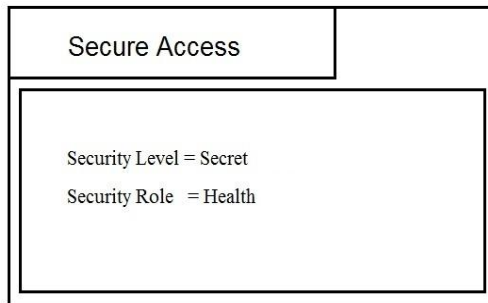 Secure Access
Security Level = Secret
Security Role = Health